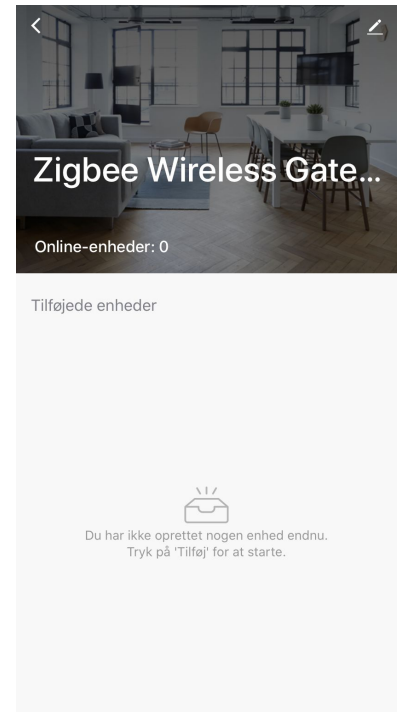 Zigbee Wireless Gate...
Online-enheder: 0
Tilføjede enheder
Du har ikke oprettet nogen enhed endnu.
Tryk på 'Tilføj' for at starte.